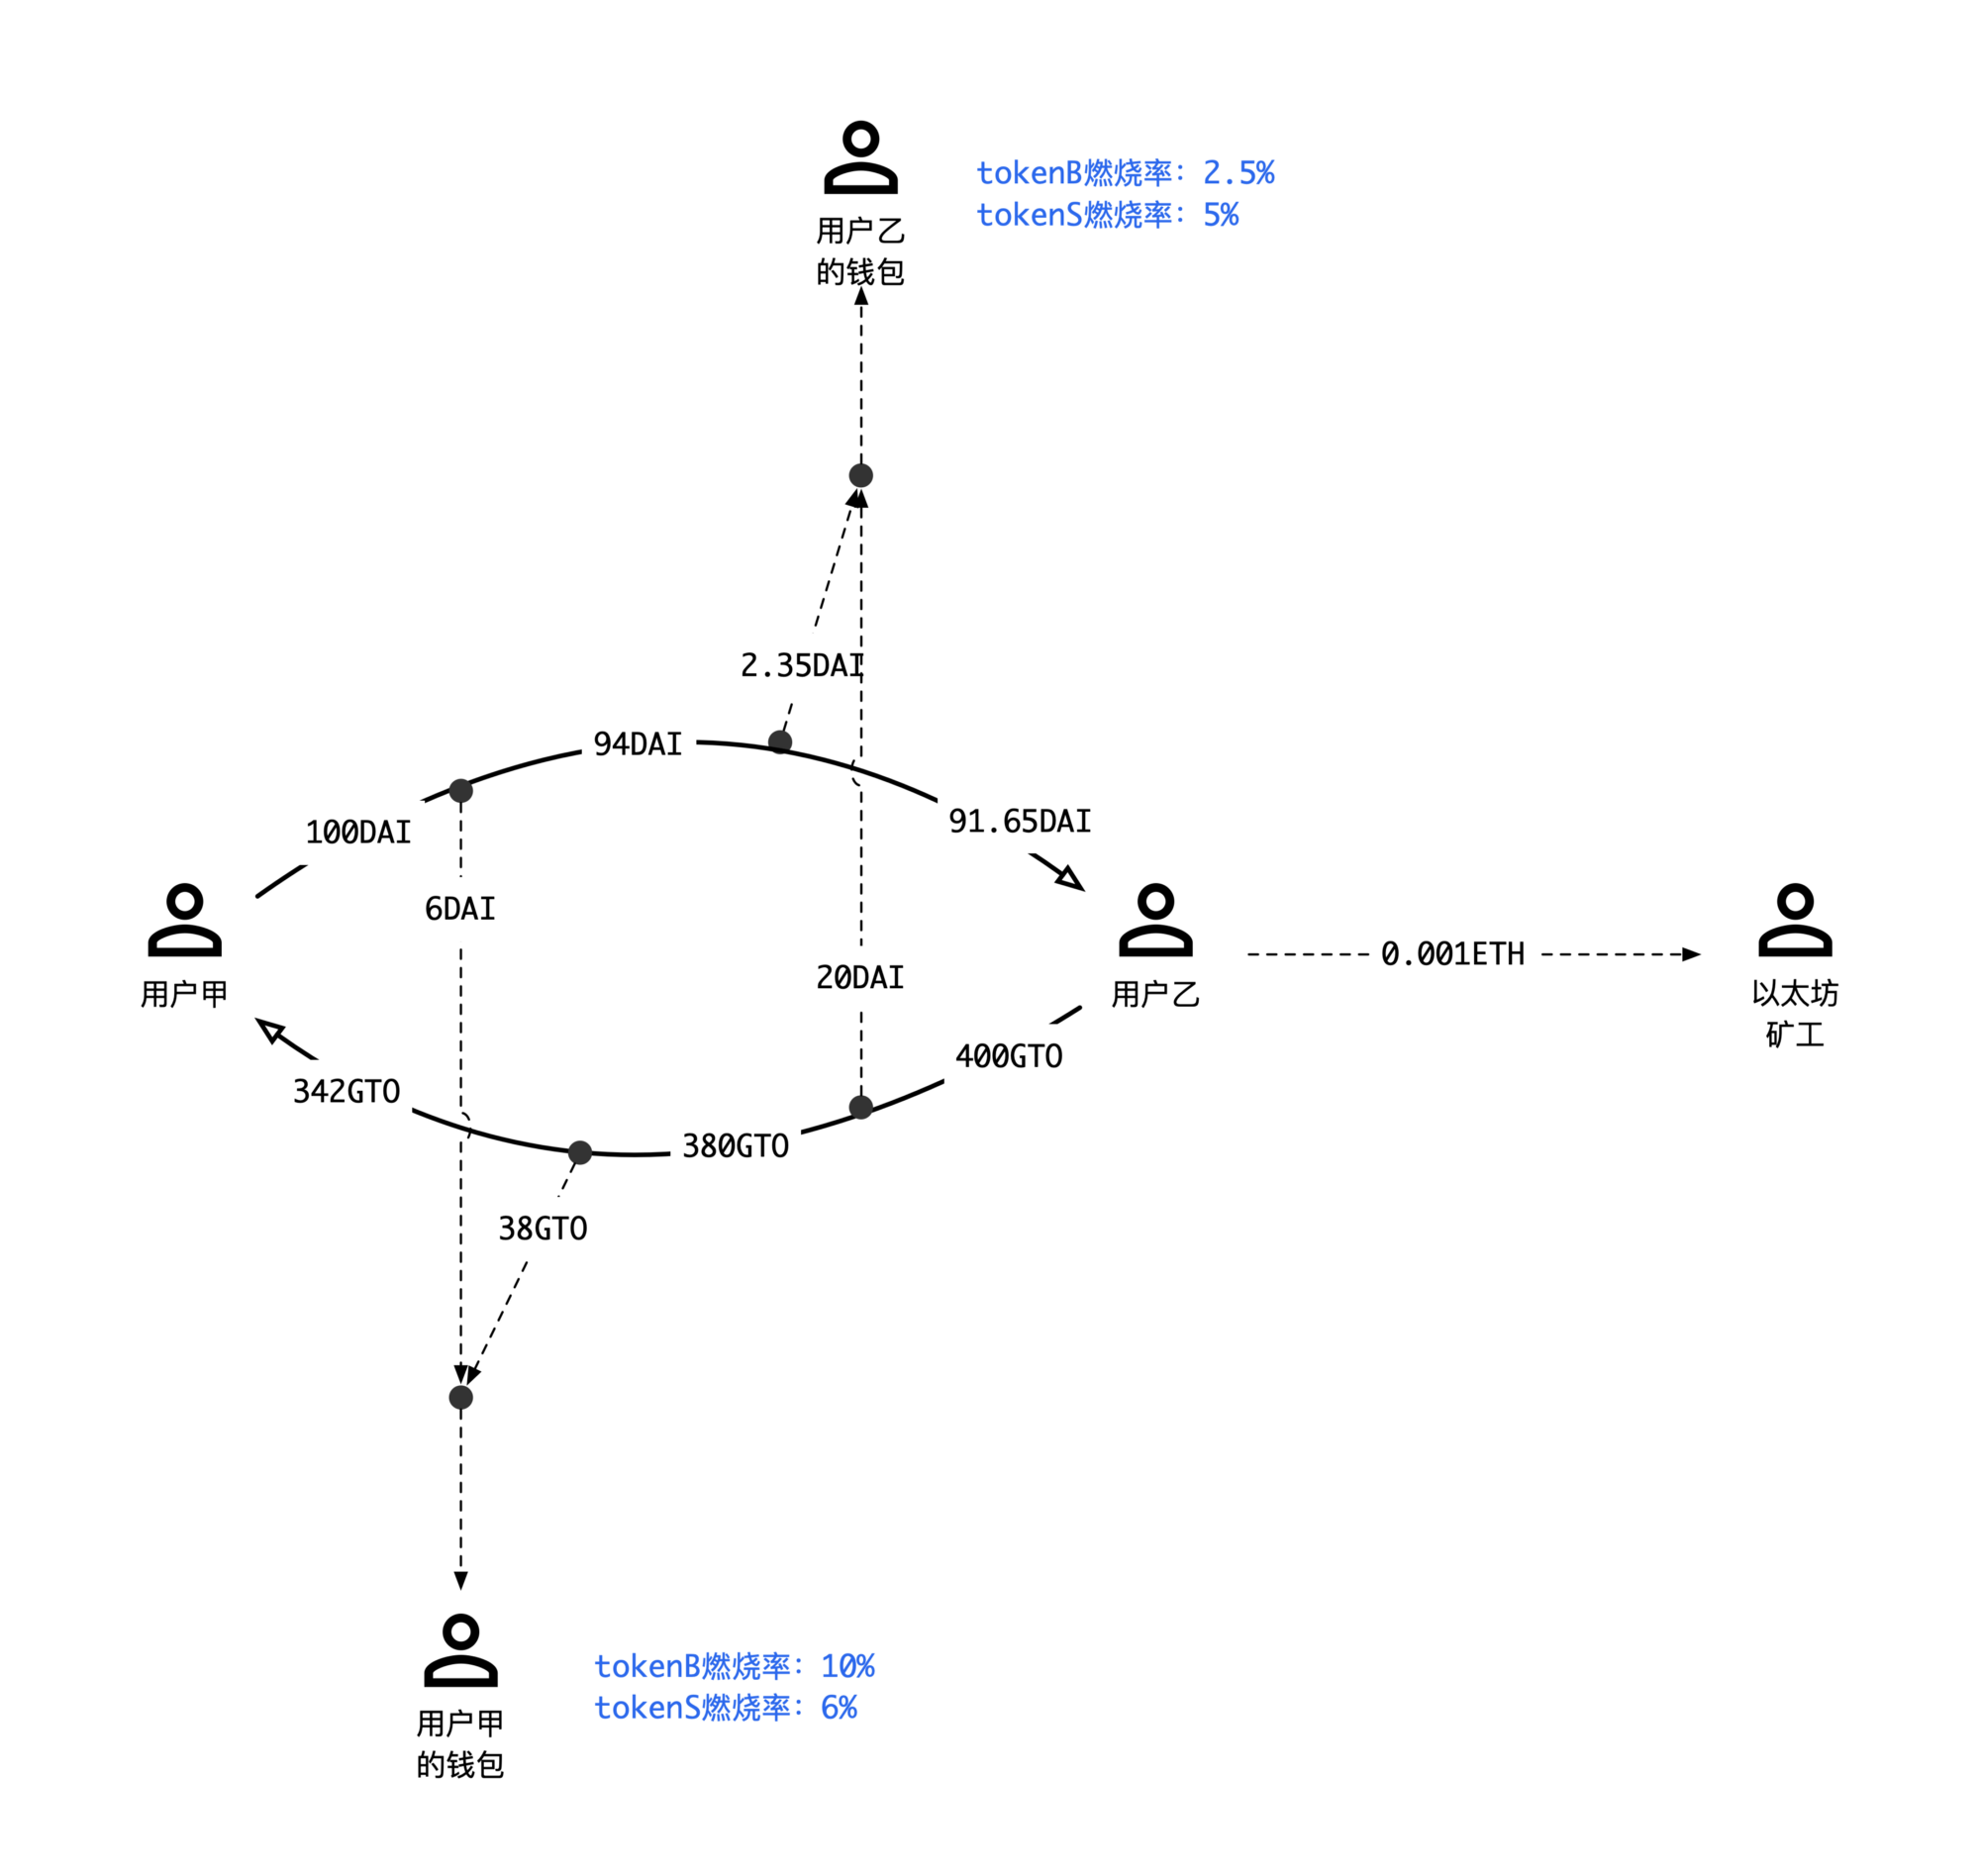 tokenB燃烧率：2.5%
tokenS燃烧率：5%
用户乙
的钱包
2.35DAI
94DAI
91.65DAI
100DAI
6DAI
0.001ETH
20DAI
用户甲
用户乙
以太坊
矿工
400GTO
342GTO
380GTO
38GTO
tokenB燃烧率：10%
tokenS燃烧率：6%
用户甲
的钱包